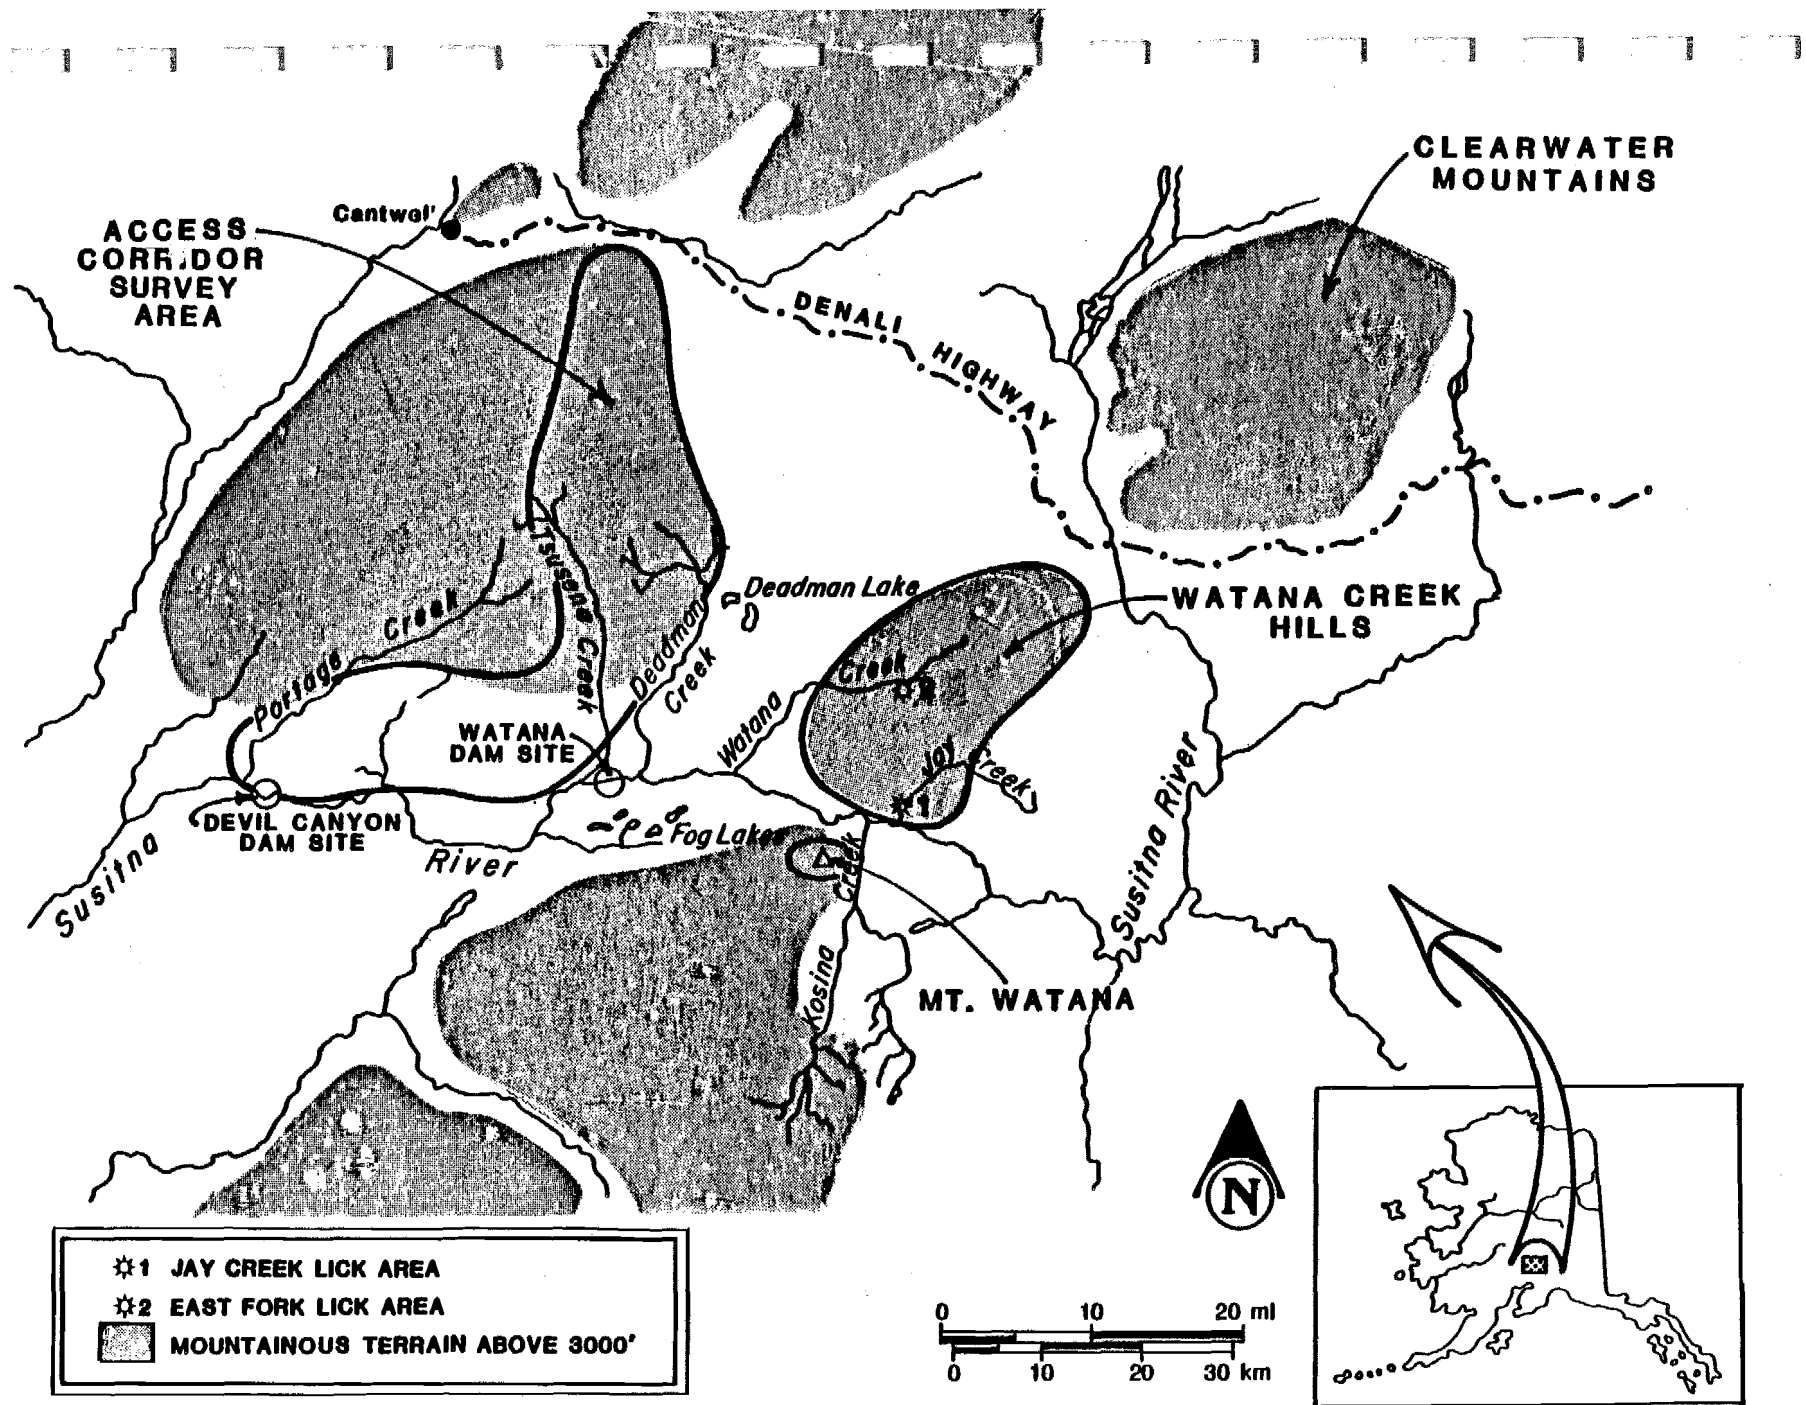 CLEARWATER
MOUNTAINS
Cantwel'
ACCESS
CORRIDOR
SURVEY
AREA
DENALI
HIGHWAY
Tsusena Creek
Deadman Lake
WATANA CREEK
HILLS
Portage Creek
Deadman
Creek
Watana Creek
2
WATANA
DAM SITE
Jay Creek
1
DEVIL CANYON
DAM SITE
Fog Lakes
Susitna River
Susitna River
Kosina Creek
MT. WATANA
N
1 JAY CREEK LICK AREA
2 EAST FORK LICK AREA
MOUNTAINOUS TERRAIN ABOVE 3000'
0 10 20 mi
0 10 20 30 km